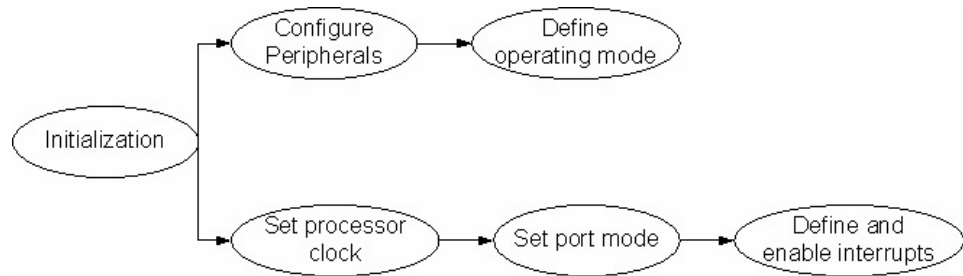 Configure
Peripherals
Define
operating mode
Initialization
Set processor
clock
Set port mode
Define and
enable interrupts